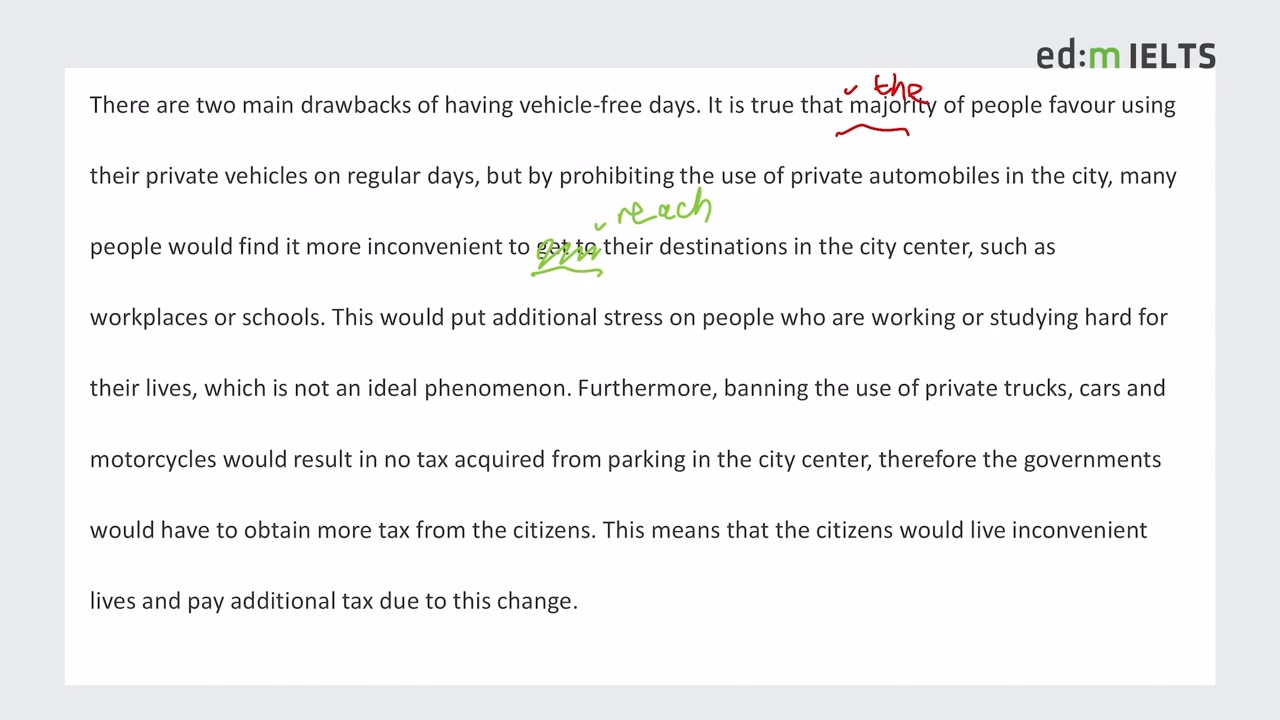 ed:m IELTS
the
There are two main drawbacks of having vehicle-free days. It is true that majority of people favour using
their private vehicles on regular days, but by prohibiting the use of private automobiles in the city, many
reach
people would find it more inconvenient to get to their destinations in the city center, such as
workplaces or schools. This would put additional stress on people who are working or studying hard for
their lives, which is not an ideal phenomenon. Furthermore, banning the use of private trucks, cars and
motorcycles would result in no tax acquired from parking in the city center, therefore the governments
would have to obtain more tax from the citizens. This means that the citizens would live inconvenient
lives and pay additional tax due to this change.